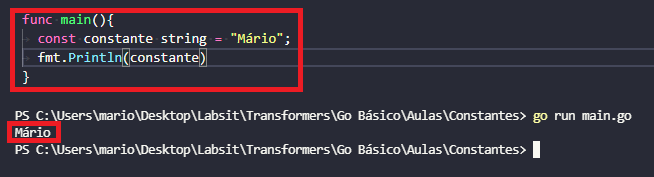 func main(){
const constante string = "Mário";
fmt.Println(constante)
}
PS C:\Users\mario\Desktop\Labsit\Transformers\Go Básico\Aulas\Constantes> go run main.go
Mário
PS C:\Users\mario\Desktop\Labsit\Transformers\Go Básico\Aulas\Constantes>